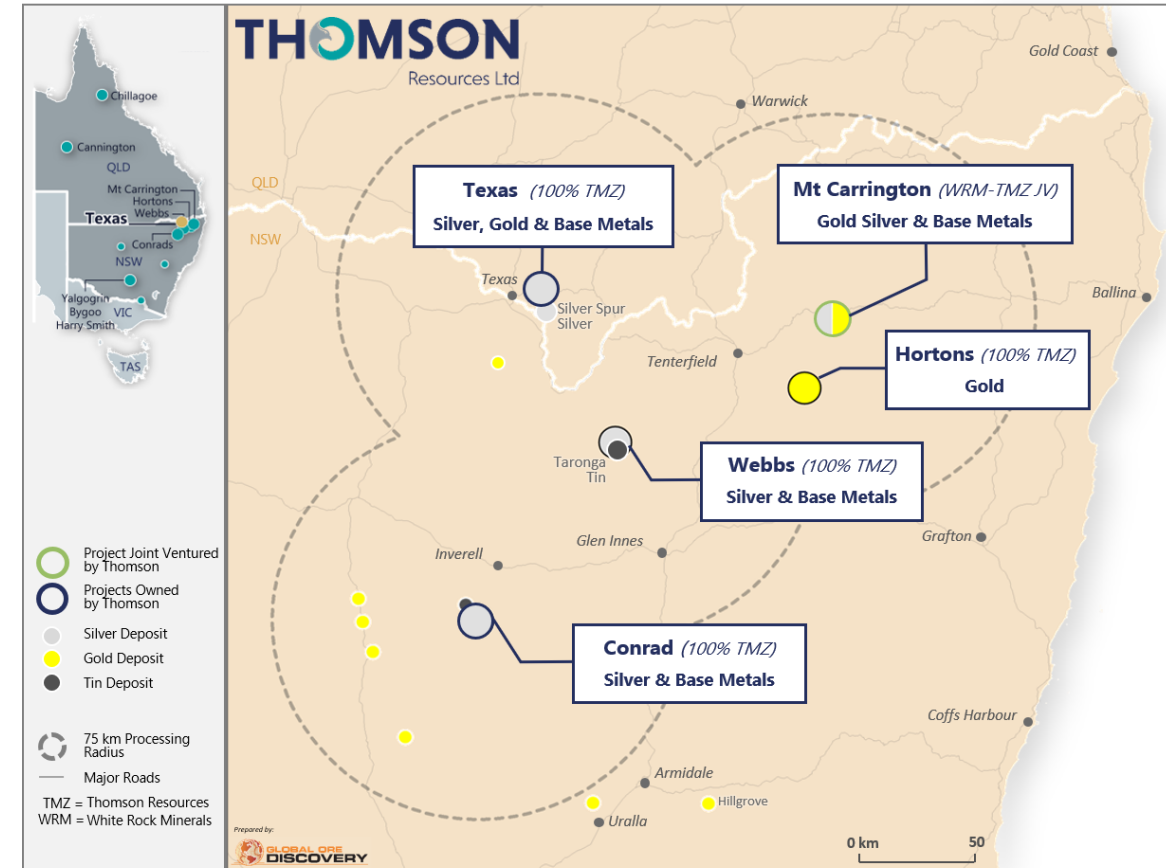 THOMSON
Resources Ltd
Chillagoe
Cannington
QLD
Mt Carrington
Hortons
Webbs
Texas
Conrads
NSW
Yalgogrin
Bygoo
Harry Smith
VIC
TAS
Project Joint Ventured
by Thomson
Projects Owned
by Thomson
Silver Deposit
Gold Deposit
Tin Deposit
75 km Processing
Radius
Major Roads
TMZ = Thomson Resources
WRM = White Rock Minerals
Gold Coast
Warwick
QLD
NSW
Texas (100% TMZ)
Silver, Gold & Base Metals
Mt Carrington (WRM-TMZ JV)
Gold Silver & Base Metals
Texas
Silver Spur
Silver
Ballina
Tenterfield
Hortons (100% TMZ)
Gold
Taronga
Tin
Webbs (100% TMZ)
Silver & Base Metals
Inverell
Glen Innes
Grafton
Conrad (100% TMZ)
Silver & Base Metals
Coffs Harbour
Armidale
Hillgrove
Uralla
Prepared by:
GLOBAL ORE
DISCOVERY
0 km 50